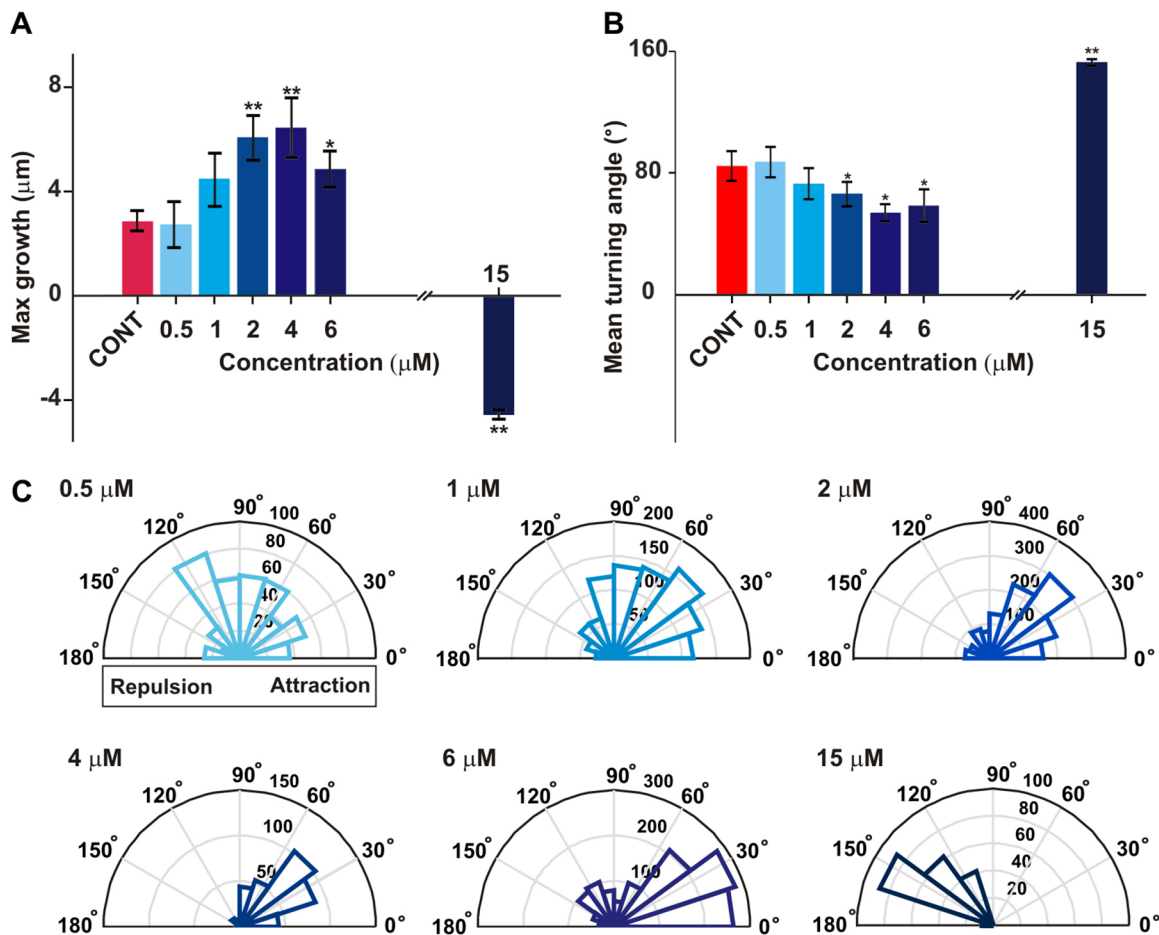 A
Max growth (μm)
8
4
0
-4
**
**
*
15
**
CONT 0.5 1 2 4 6
Concentration (μM)
B
Mean turning angle (°)
160
80
0
*
*
*
**
CONT 0.5 1 2 4 6 15
Concentration (μM)
C
0.5 μM
180° 150° 120° 90° 60° 30° 0°
100
80
60
40
20
Repulsion Attraction
1 μM
180° 150° 120° 90° 60° 30° 0°
200
150
100
50
2 μM
180° 150° 120° 90° 60° 30° 0°
400
300
200
100
4 μM
180° 150° 120° 90° 60° 30° 0°
150
100
50
6 μM
180° 150° 120° 90° 60° 30° 0°
300
200
100
15 μM
180° 150° 120° 90° 60° 30° 0°
100
80
60
40
20